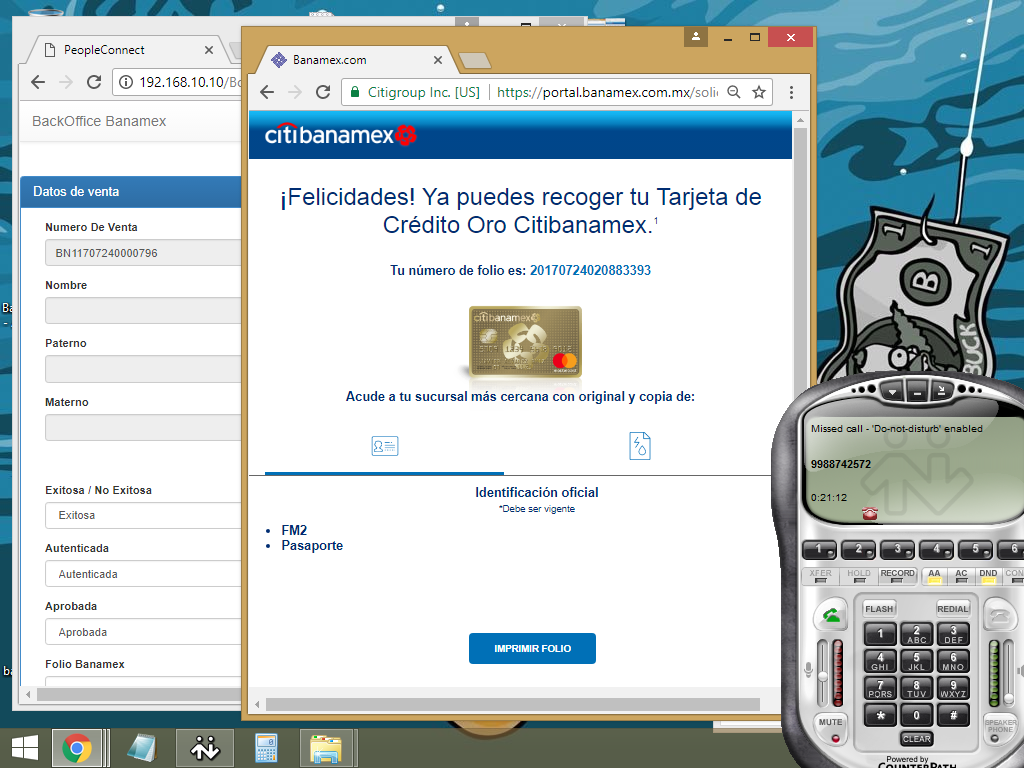 PeopleConnect
192.168.10.10/Bo
BackOffice Banamex
Datos de venta
Numero De Venta
BN11707240000796
Nombre
Paterno
Materno
Exitosa / No Exitosa
Exitosa
Autenticada
Autenticada
Aprobada
Aprobada
Folio Banamex
Banamex.com
Citigroup Inc. [US]
https://portal.banamex.com.mx/soli
citibanamex
¡Felicidades! Ya puedes recoger tu Tarjeta de
Crédito Oro Citibanamex.¹
Tu número de folio es: 20170724020883393
citibanamex
Acude a tu sucursal más cercana con original y copia de:
Identificación oficial
*Debe ser vigente
FM2
Pasaporte
IMPRIMIR FOLIO
1
B
1
BUCK
Missed call - 'Do-not-disturb' enabled
9988742572
0:21:12
1 2 3 4 5 6
XFER HOLD RECORD AA AC DND CON
FLASH REDIAL
1 2 ABC 3 DEF
4 GHI 5 JKL 6 MNO
7 PQRS 8 TUV 9 WXYZ
* 0 #
MUTE
SPEAKER
PHONE
CLEAR
Powered by
COUNTERPATH